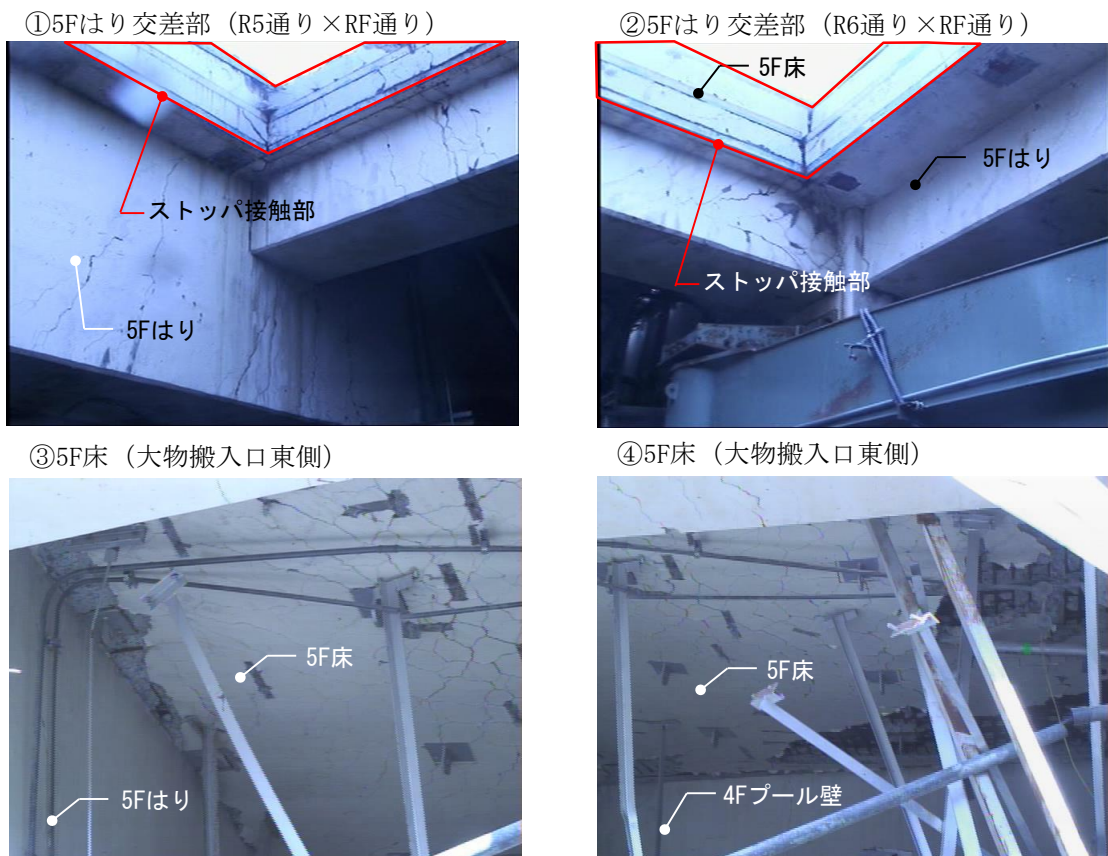 ①5Fはり交差部（R5通り×RF通り）
ストッパ接触部
5Fはり
②5Fはり交差部（R6通り×RF通り）
5F床
5Fはり
ストッパ接触部
③5F床（大物搬入口東側）
5F床
5Fはり
④5F床（大物搬入口東側）
5F床
4Fプール壁